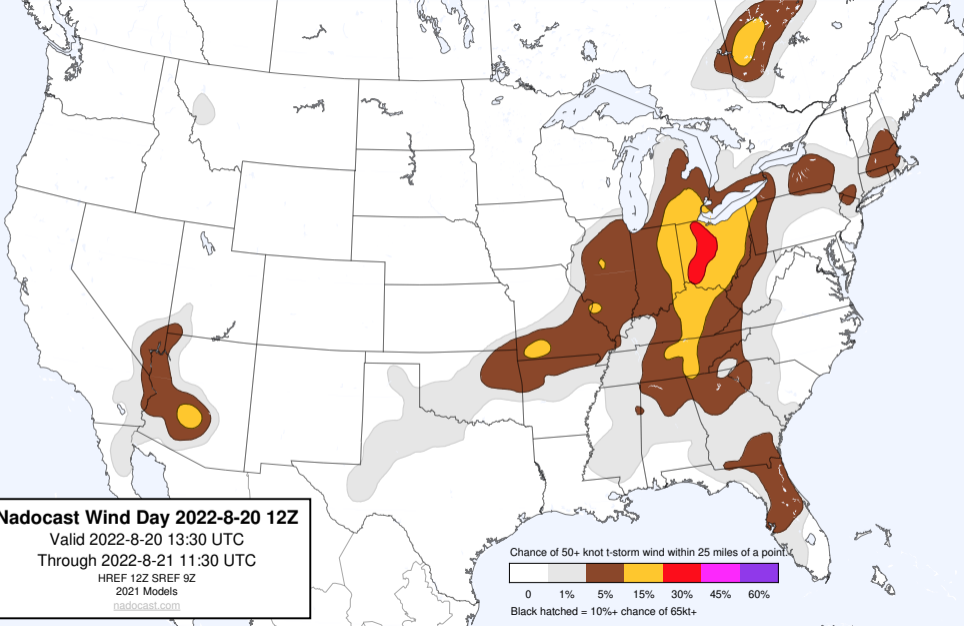 Nadocast Wind Day 2022-8-20 12Z
Valid 2022-8-20 13:30 UTC
Through 2022-8-21 11:30 UTC
HREF 12Z SREF 9Z
2021 Models
nadocast.com
Chance of 50+ knot t-storm wind within 25 miles of a point.
0 1% 5% 15% 30% 45% 60%
Black hatched = 10%+ chance of 65kt+